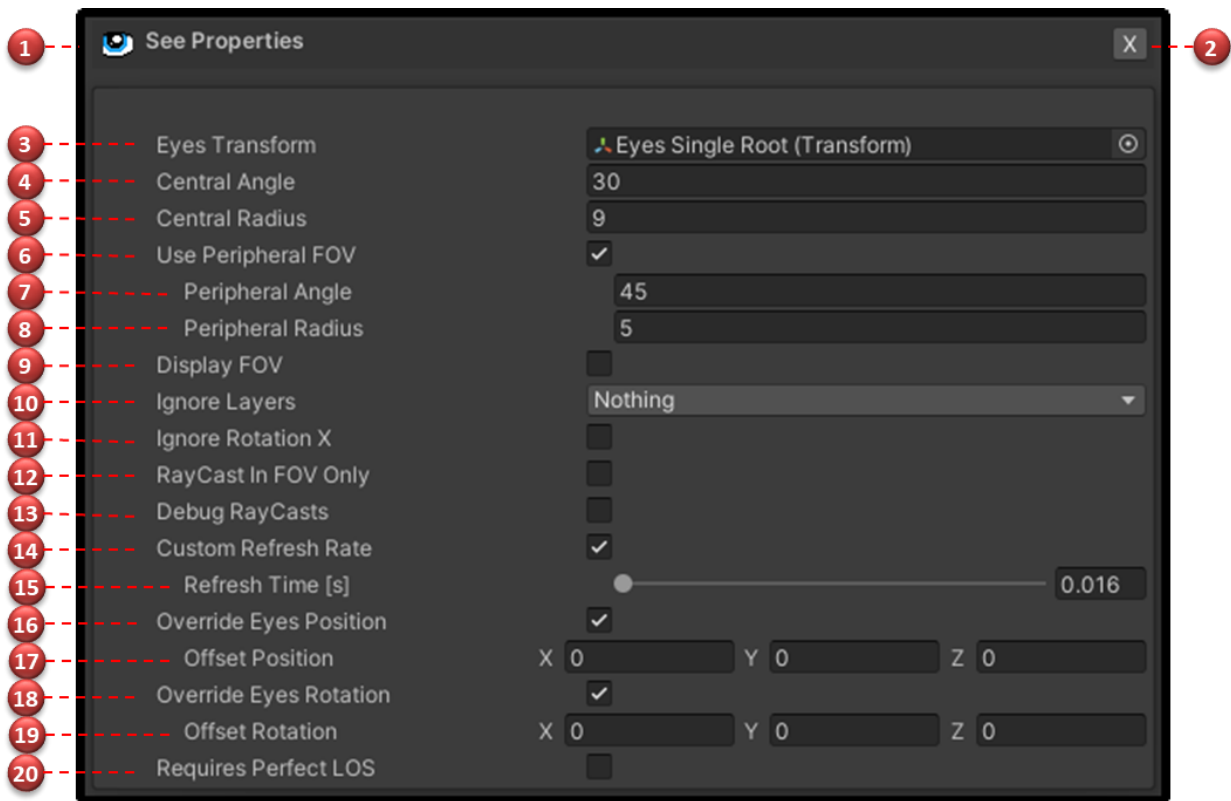 1 See Properties X 2
3 Eyes Transform Eyes Single Root (Transform)
4 Central Angle 30
5 Central Radius 9
6 Use Peripheral FOV
7 Peripheral Angle 45
8 Peripheral Radius 5
9 Display FOV
10 Ignore Layers Nothing
11 Ignore Rotation X
12 RayCast In FOV Only
13 Debug RayCasts
14 Custom Refresh Rate
15 Refresh Time [s] 0.016
16 Override Eyes Position
17 Offset Position X 0 Y 0 Z 0
18 Override Eyes Rotation
19 Offset Rotation X 0 Y 0 Z 0
20 Requires Perfect LOS